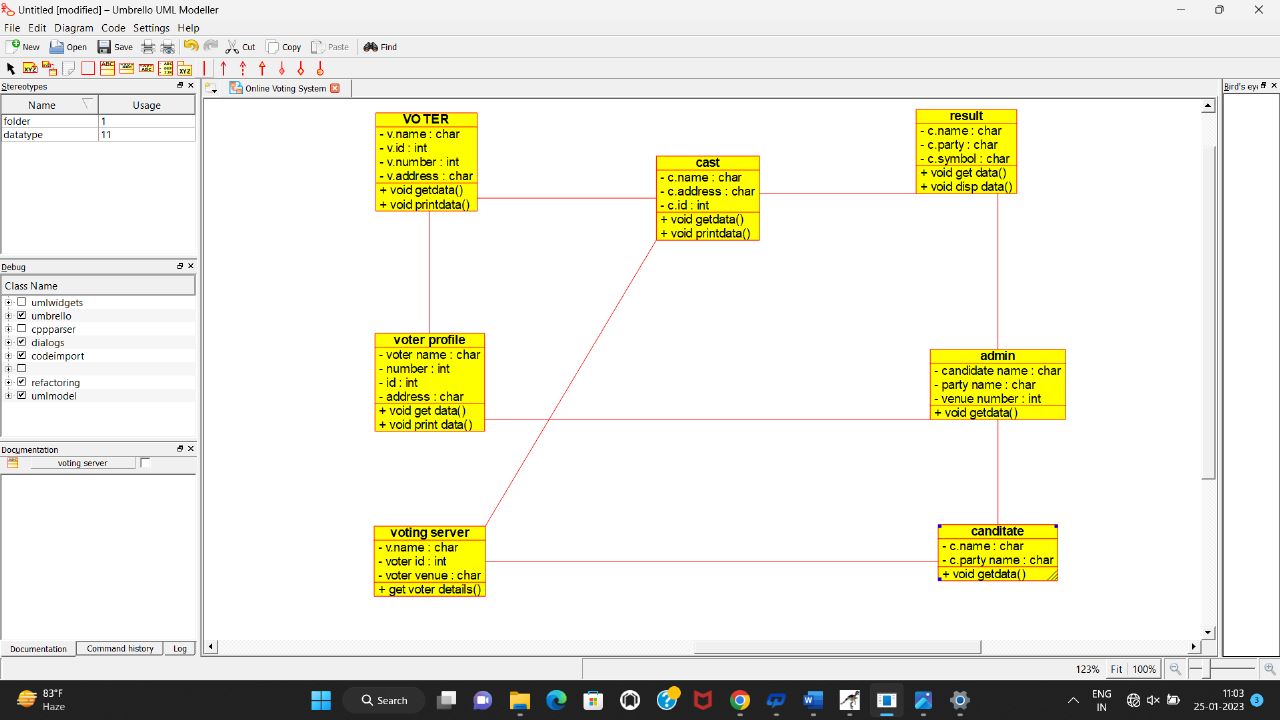 Untitled [modified] – Umbrello UML Modeller
File Edit Diagram Code Settings Help
New Open Save Cut Copy Paste Find
Stereotypes
Name Usage
folder 1
datatype 11
Debug
Class Name
umlwidgets
umbrello
cppparser
dialogs
codeimport
refactoring
umlmodel
Documentation
voting server
Documentation Command history Log
Online Voting System
Bird's eye
VOTER
- v.name : char
- v.id : int
- v.number : int
- v.address : char
+ void getdata()
+ void printdata()
cast
- c.name : char
- c.address : char
- c.id : int
+ void getdata()
+ void printdata()
result
- c.name : char
- c.party : char
- c.symbol : char
+ void get data()
+ void disp data()
voter profile
- voter name : char
- number : int
- id : int
- address : char
+ void get data()
+ void print data()
admin
- candidate name : char
- party name : char
- venue number : int
+ void getdata()
voting server
- v.name : char
- voter id : int
- voter venue : char
+ get voter details()
canditate
- c.name : char
- c.party name : char
+ void getdata()
123% Fit 100%
83°F
Haze
Search
ENG
IN
11:03
25-01-2023
3